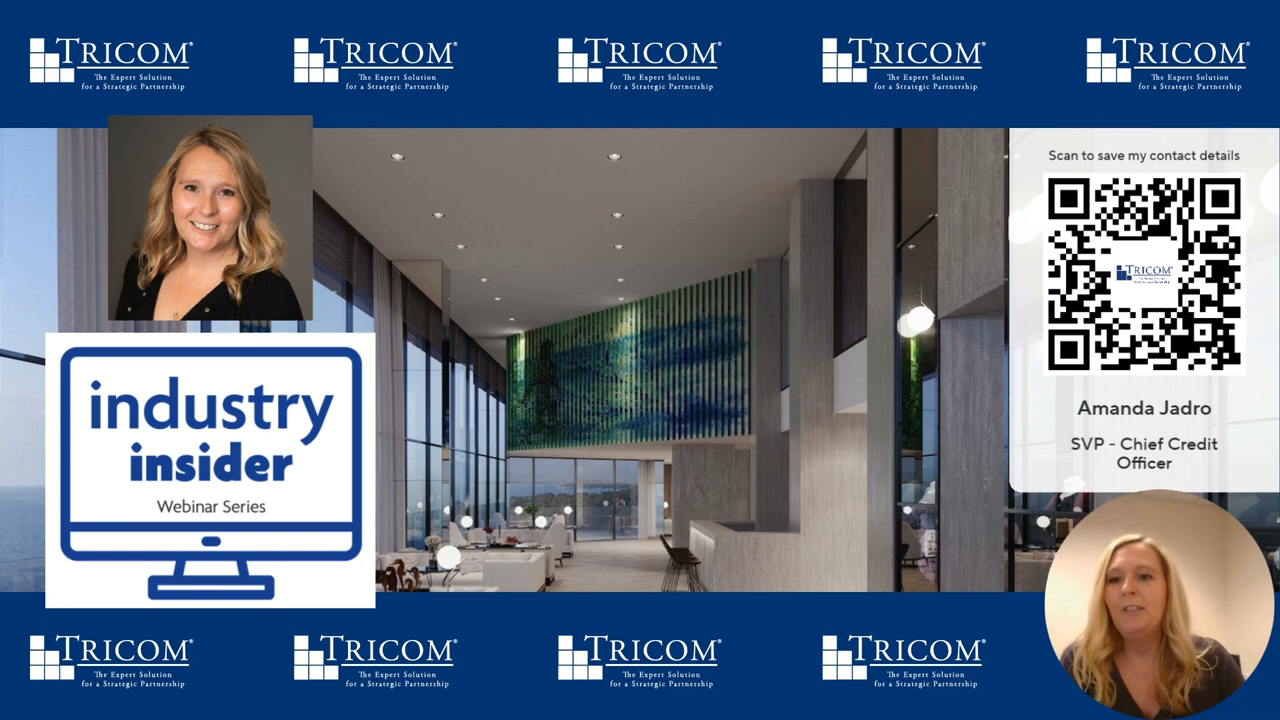 TRICOM®
The Expert Solution
for a Strategic Partnership
TRICOM®
The Expert Solution
for a Strategic Partnership
TRICOM®
The Expert Solution
for a Strategic Partnership
TRICOM®
The Expert Solution
for a Strategic Partnership
TRICOM®
The Expert Solution
for a Strategic Partnership
industry
insider
Webinar Series
Scan to save my contact details
TRICOM
Amanda Jadro
SVP - Chief Credit
Officer
TRICOM®
The Expert Solution
for a Strategic Partnership
TRICOM®
The Expert Solution
for a Strategic Partnership
TRICOM®
The Expert Solution
for a Strategic Partnership
TRICOM®
The Expert Solution
for a Strategic Partnership